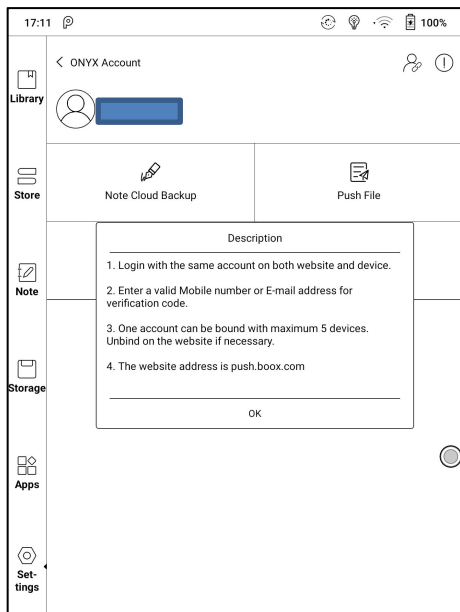 17:11
100%
ONYX Account
Library
Store
Note Cloud Backup
Push File
Description
1. Login with the same account on both website and device.
2. Enter a valid Mobile number or E-mail address for
verification code.
3. One account can be bound with maximum 5 devices.
Unbind on the website if necessary.
4. The website address is push.boox.com
OK
Note
Storage
Apps
Set-
tings